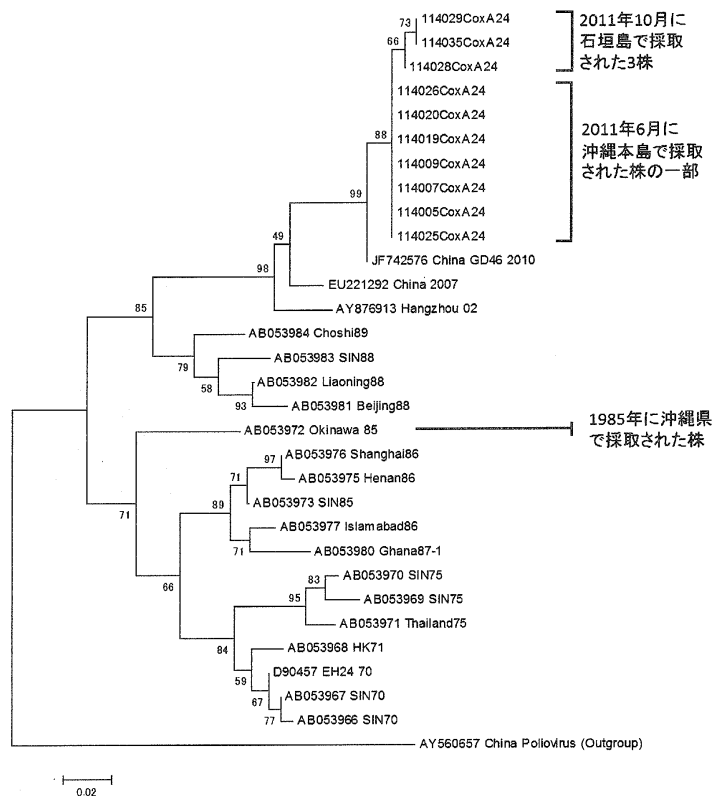 73
114029CoxA24
114035CoxA24
66
114028CoxA24
2011年10月に
石垣島で採取
された3株
114026CoxA24
114020CoxA24
88
114019CoxA24
114009CoxA24
114007CoxA24
114005CoxA24
114025CoxA24
2011年6月に
沖縄本島で採取
された株の一部
99
JF742576 China GD46 2010
49
EU221292 China 2007
98
AY876913 Hangzhou 02
85
AB053984 Choshi89
79
AB053983 SIN88
58
AB053982 Liaoning88
93
AB053981 Beijing88
AB053972 Okinawa 85
1985年に沖縄県
で採取された株
71
97
AB053976 Shanghai86
71
AB053975 Henan86
89
AB053973 SIN85
AB053977 Islamabad86
71
AB053980 Ghana87-1
66
83
AB053970 SIN75
95
AB053969 SIN75
AB053971 Thailand75
84
AB053968 HK71
59
D90457 EH24 70
67
AB053967 SIN70
77
AB053966 SIN70
AY560657 China Poliovirus (Outgroup)
0.02